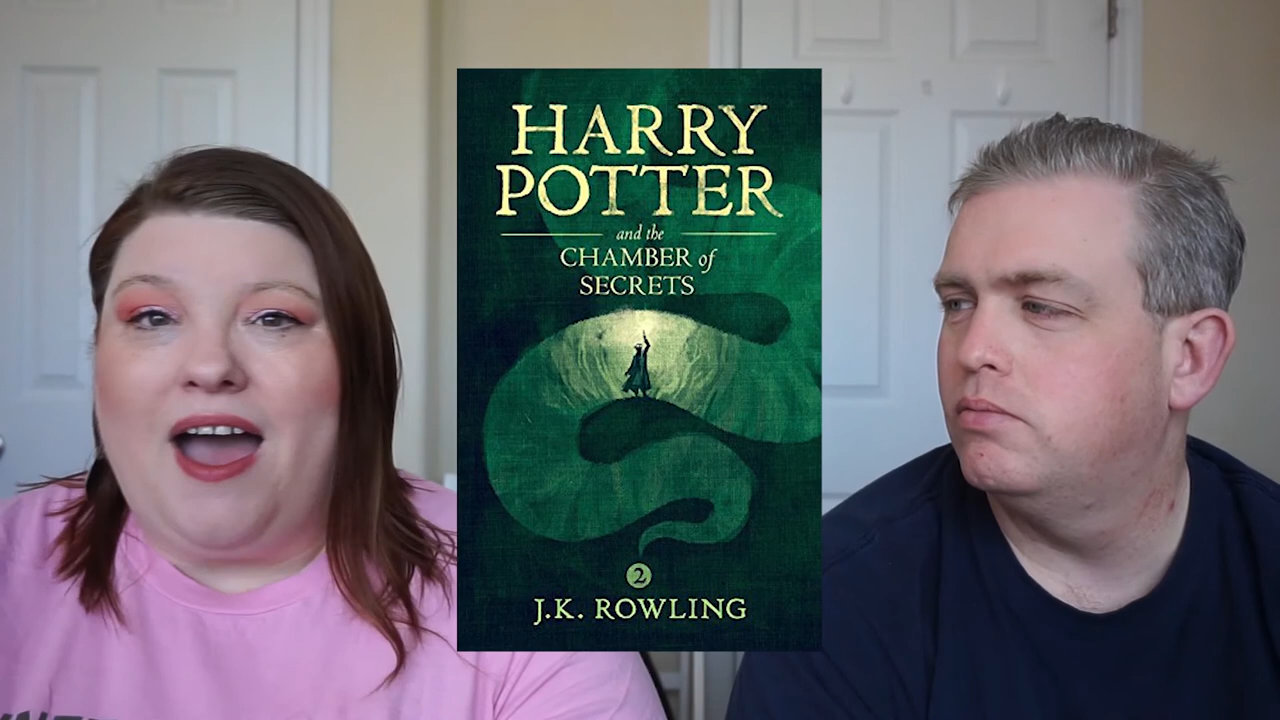 HARRY
POTTER
and the
CHAMBER of
SECRETS
2
J.K. ROWLING